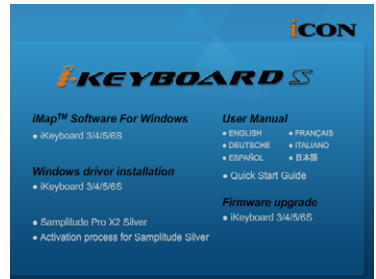 iCON
i-KEYBOARD S
iMap™ Software For Windows
● iKeyboard 3/4/5/6S
Windows driver installation
● iKeyboard 3/4/5/6S
● Samplitude Pro X2 Silver
● Activation process for Samplitude Silver
User Manual
● ENGLISH ● FRANÇAIS
● DEUTSCHE ● ITALIANO
● ESPAÑOL ● 日本語
● Quick Start Guide
Firmware upgrade
● iKeyboard 3/4/5/6S